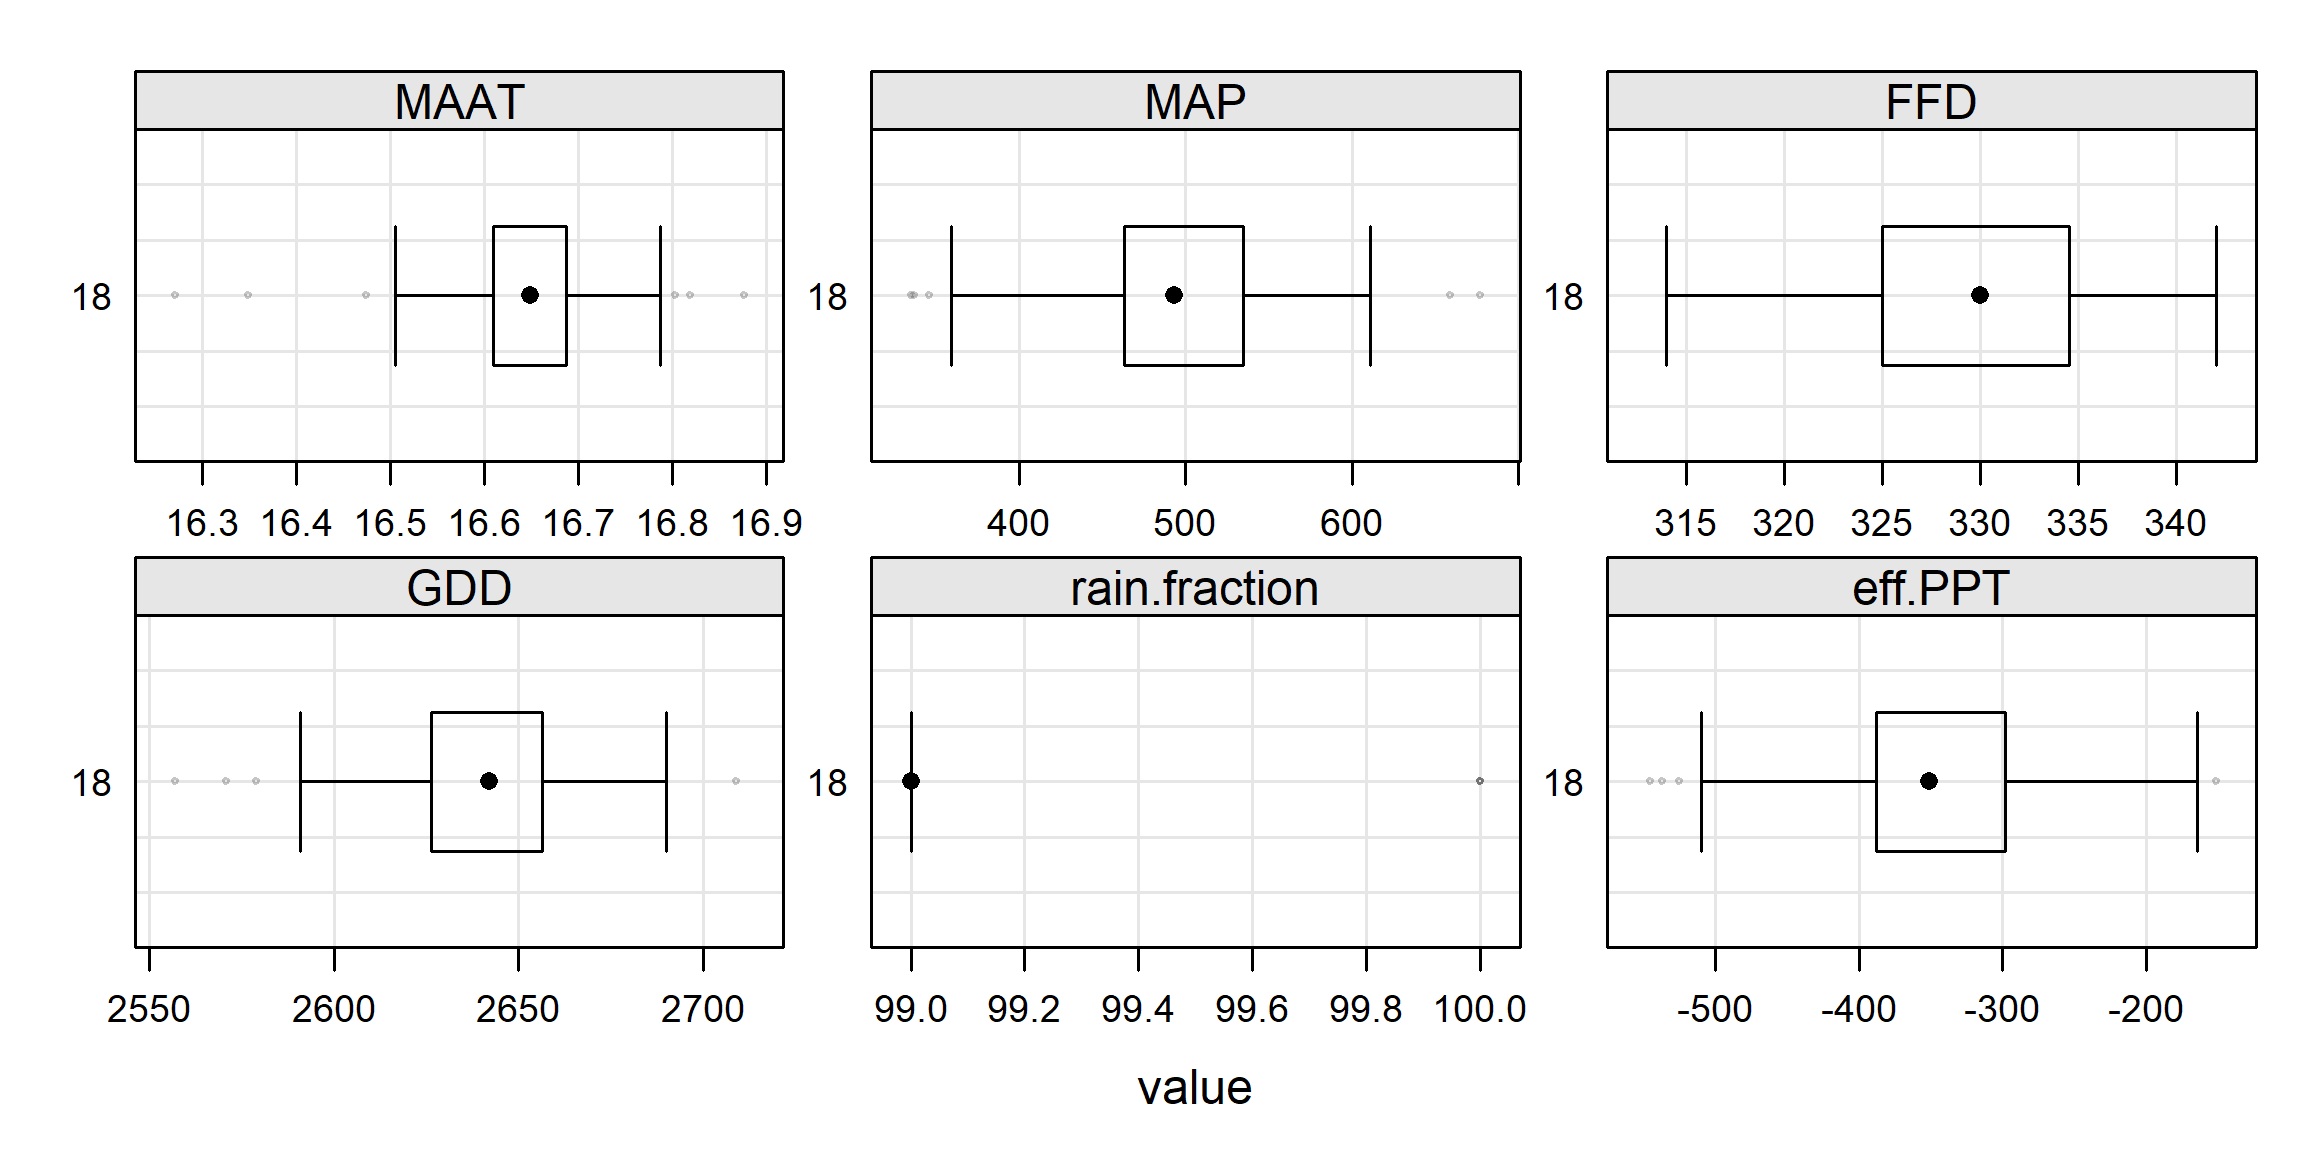 MAAT MAP FFD
18 18 18
16.3 16.4 16.5 16.6 16.7 16.8 16.9 400 500 600 315 320 325 330 335 340
GDD rain.fraction eff.PPT
18 18 18
2550 2600 2650 2700 99.0 99.2 99.4 99.6 99.8 100.0 -500 -400 -300 -200
value